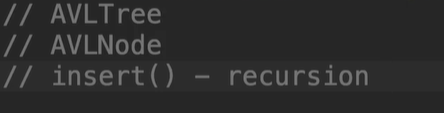 // AVLTree
// AVLNode
// insert() - recursion